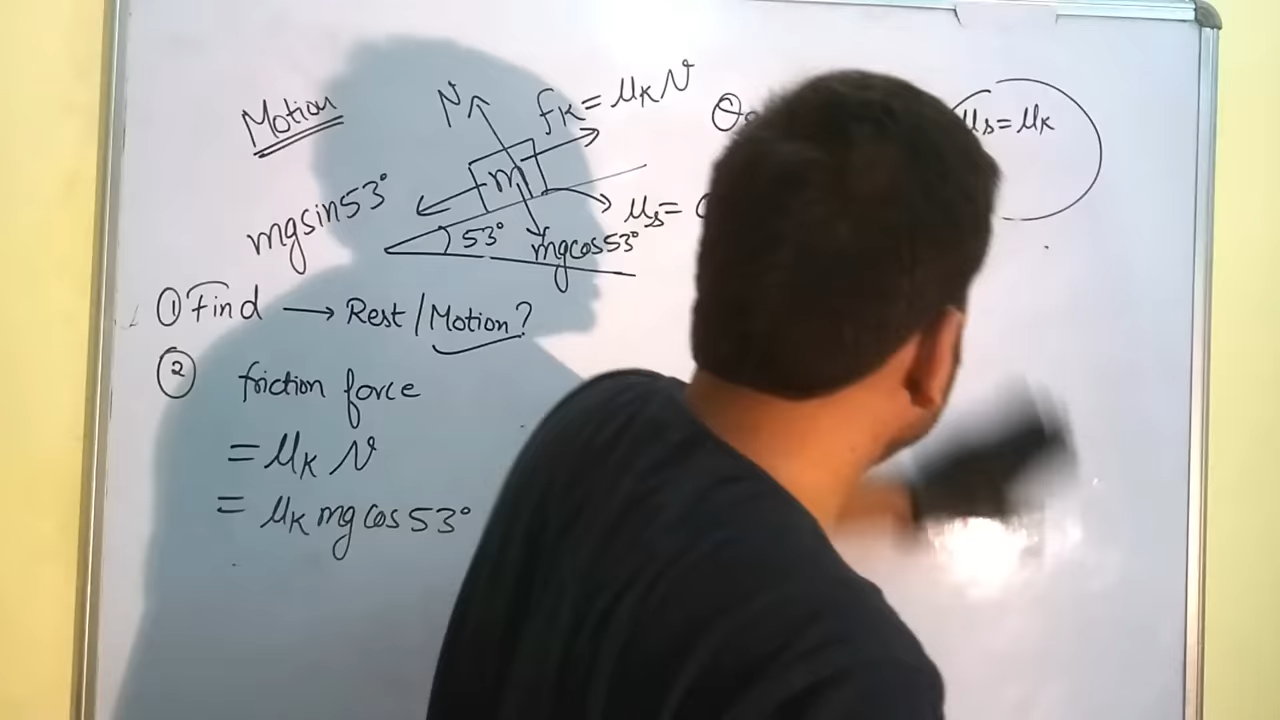 Motion
N
fK = μK N
m
mgsin53°
53°
mgcos53°
μs =
μs = μK
① Find → Rest / Motion?
② friction force
= μK N
= μK mg cos 53°